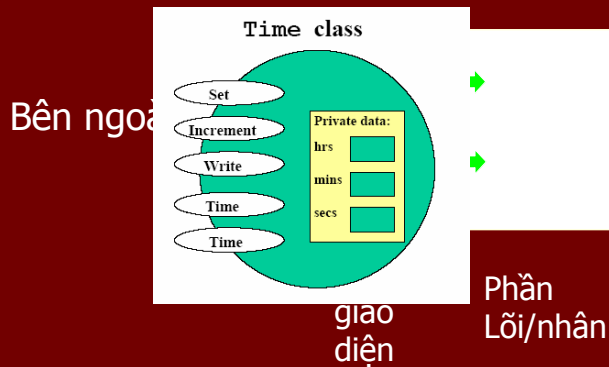 Time class
Bên ngoà
Set
Increment
Write
Time
Time
Private data:
hrs
mins
secs
giao
diện
Phần
Lõi/nhân